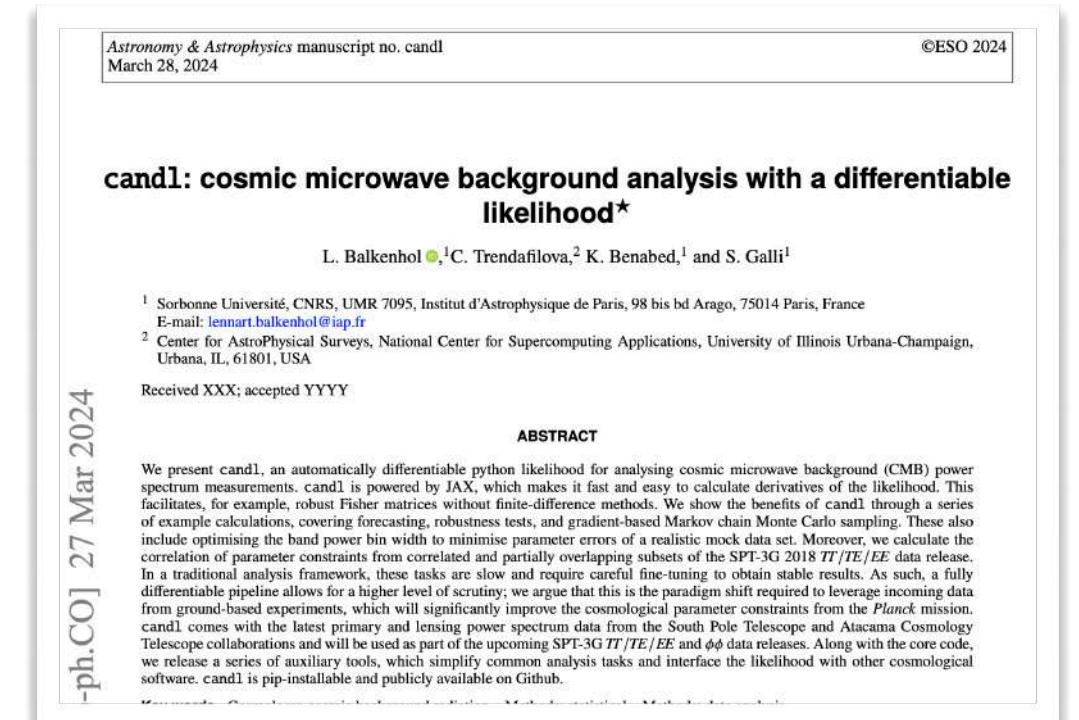 Astronomy & Astrophysics manuscript no. candl
©ESO 2024
March 28, 2024
candl: cosmic microwave background analysis with a differentiable
likelihood★
L. Balkenhol ,¹C. Trendafilova,² K. Benabed,¹ and S. Galli¹
¹ Sorbonne Université, CNRS, UMR 7095, Institut d'Astrophysique de Paris, 98 bis bd Arago, 75014 Paris, France
E-mail: lennart.balkenhol@iap.fr
² Center for AstroPhysical Surveys, National Center for Supercomputing Applications, University of Illinois Urbana-Champaign,
Urbana, IL, 61801, USA
Received XXX; accepted YYYY
ABSTRACT
We present candl, an automatically differentiable python likelihood for analysing cosmic microwave background (CMB) power
spectrum measurements. candl is powered by JAX, which makes it fast and easy to calculate derivatives of the likelihood. This
facilitates, for example, robust Fisher matrices without finite-difference methods. We show the benefits of candl through a series
of example calculations, covering forecasting, robustness tests, and gradient-based Markov chain Monte Carlo sampling. These also
include optimising the band power bin width to minimise parameter errors of a realistic mock data set. Moreover, we calculate the
correlation of parameter constraints from correlated and partially overlapping subsets of the SPT-3G 2018 TT/TE/EE data release.
In a traditional analysis framework, these tasks are slow and require careful fine-tuning to obtain stable results. As such, a fully
differentiable pipeline allows for a higher level of scrutiny; we argue that this is the paradigm shift required to leverage incoming data
from ground-based experiments, which will significantly improve the cosmological parameter constraints from the Planck mission.
candl comes with the latest primary and lensing power spectrum data from the South Pole Telescope and Atacama Cosmology
Telescope collaborations and will be used as part of the upcoming SPT-3G TT/TE/EE and ϕϕ data releases. Along with the core code,
we release a series of auxiliary tools, which simplify common analysis tasks and interface the likelihood with other cosmological
software. candl is pip-installable and publicly available on Github.
-ph.CO] 27 Mar 2024